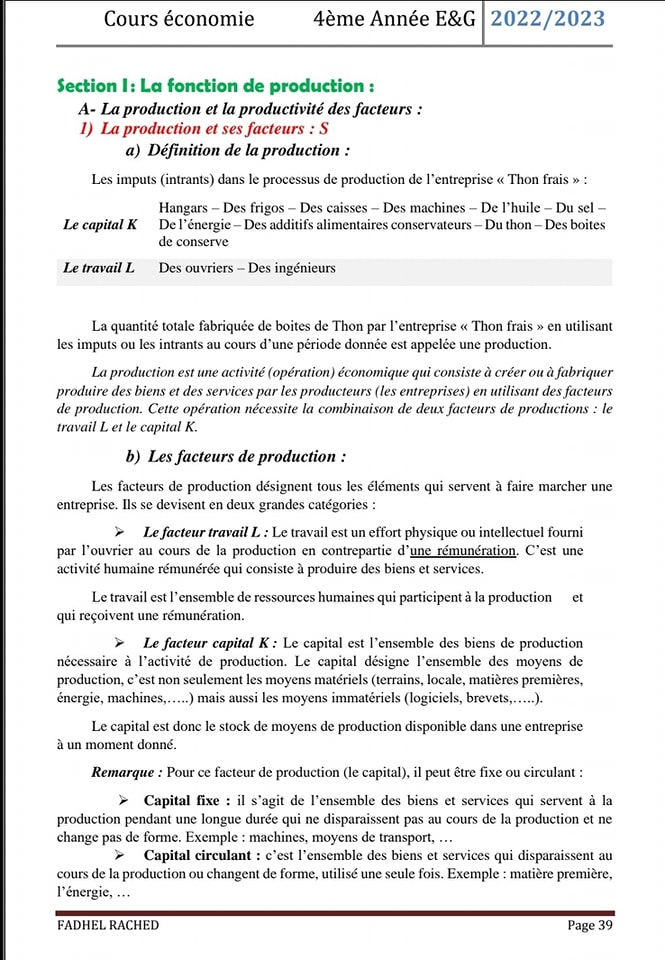 Cours économie 4ème Année E&G 2022/2023
Section I: La fonction de production :
A- La production et la productivité des facteurs :
1) La production et ses facteurs : S
a) Définition de la production :
Les imputs (intrants) dans le processus de production de l'entreprise « Thon frais » :
Hangars – Des frigos – Des caisses – Des machines – De l'huile – Du sel –
Le capital K De l'énergie – Des additifs alimentaires conservateurs – Du thon – Des boites
de conserve
Le travail L Des ouvriers – Des ingénieurs
La quantité totale fabriquée de boites de Thon par l'entreprise « Thon frais » en utilisant
les imputs ou les intrants au cours d'une période donnée est appelée une production.
La production est une activité (opération) économique qui consiste à créer ou à fabriquer
produire des biens et des services par les producteurs (les entreprises) en utilisant des facteurs
de production. Cette opération nécessite la combinaison de deux facteurs de productions : le
travail L et le capital K.
b) Les facteurs de production :
Les facteurs de production désignent tous les éléments qui servent à faire marcher une
entreprise. Ils se devisent en deux grandes catégories :
➤ Le facteur travail L : Le travail est un effort physique ou intellectuel fourni
par l'ouvrier au cours de la production en contrepartie d'une rémunération. C'est une
activité humaine rémunérée qui consiste à produire des biens et services.
Le travail est l'ensemble de ressources humaines qui participent à la production et
qui reçoivent une rémunération.
➤ Le facteur capital K : Le capital est l'ensemble des biens de production
nécessaire à l'activité de production. Le capital désigne l'ensemble des moyens de
production, c'est non seulement les moyens matériels (terrains, locale, matières premières,
énergie, machines,…..) mais aussi les moyens immatériels (logiciels, brevets,…..).
Le capital est donc le stock de moyens de production disponible dans une entreprise
à un moment donné.
Remarque : Pour ce facteur de production (le capital), il peut être fixe ou circulant :
➤ Capital fixe : il s'agit de l'ensemble des biens et services qui servent à la
production pendant une longue durée qui ne disparaissent pas au cours de la production et ne
change pas de forme. Exemple : machines, moyens de transport, …
➤ Capital circulant : c'est l'ensemble des biens et services qui disparaissent au
cours de la production ou changent de forme, utilisé une seule fois. Exemple : matière première,
l'énergie, …
FADHEL RACHED Page 39